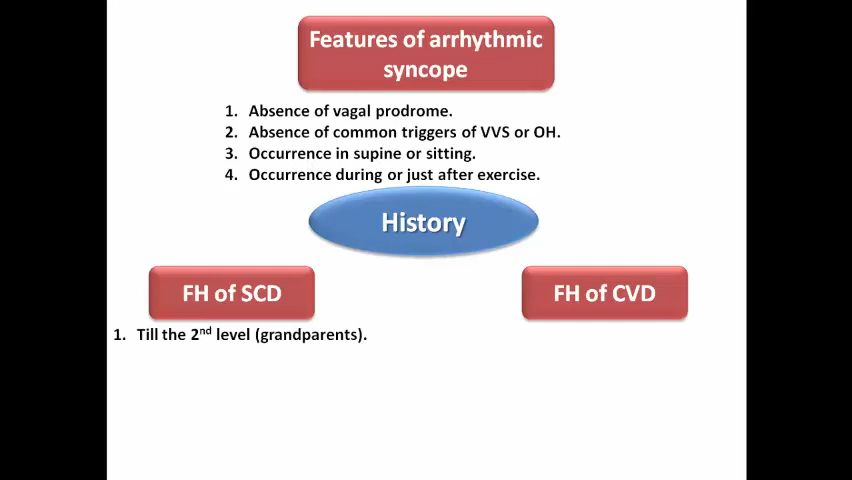 Features of arrhythmic
syncope
1. Absence of vagal prodrome.
2. Absence of common triggers of VVS or OH.
3. Occurrence in supine or sitting.
4. Occurrence during or just after exercise.
History
FH of SCD
FH of CVD
1. Till the 2nd level (grandparents).